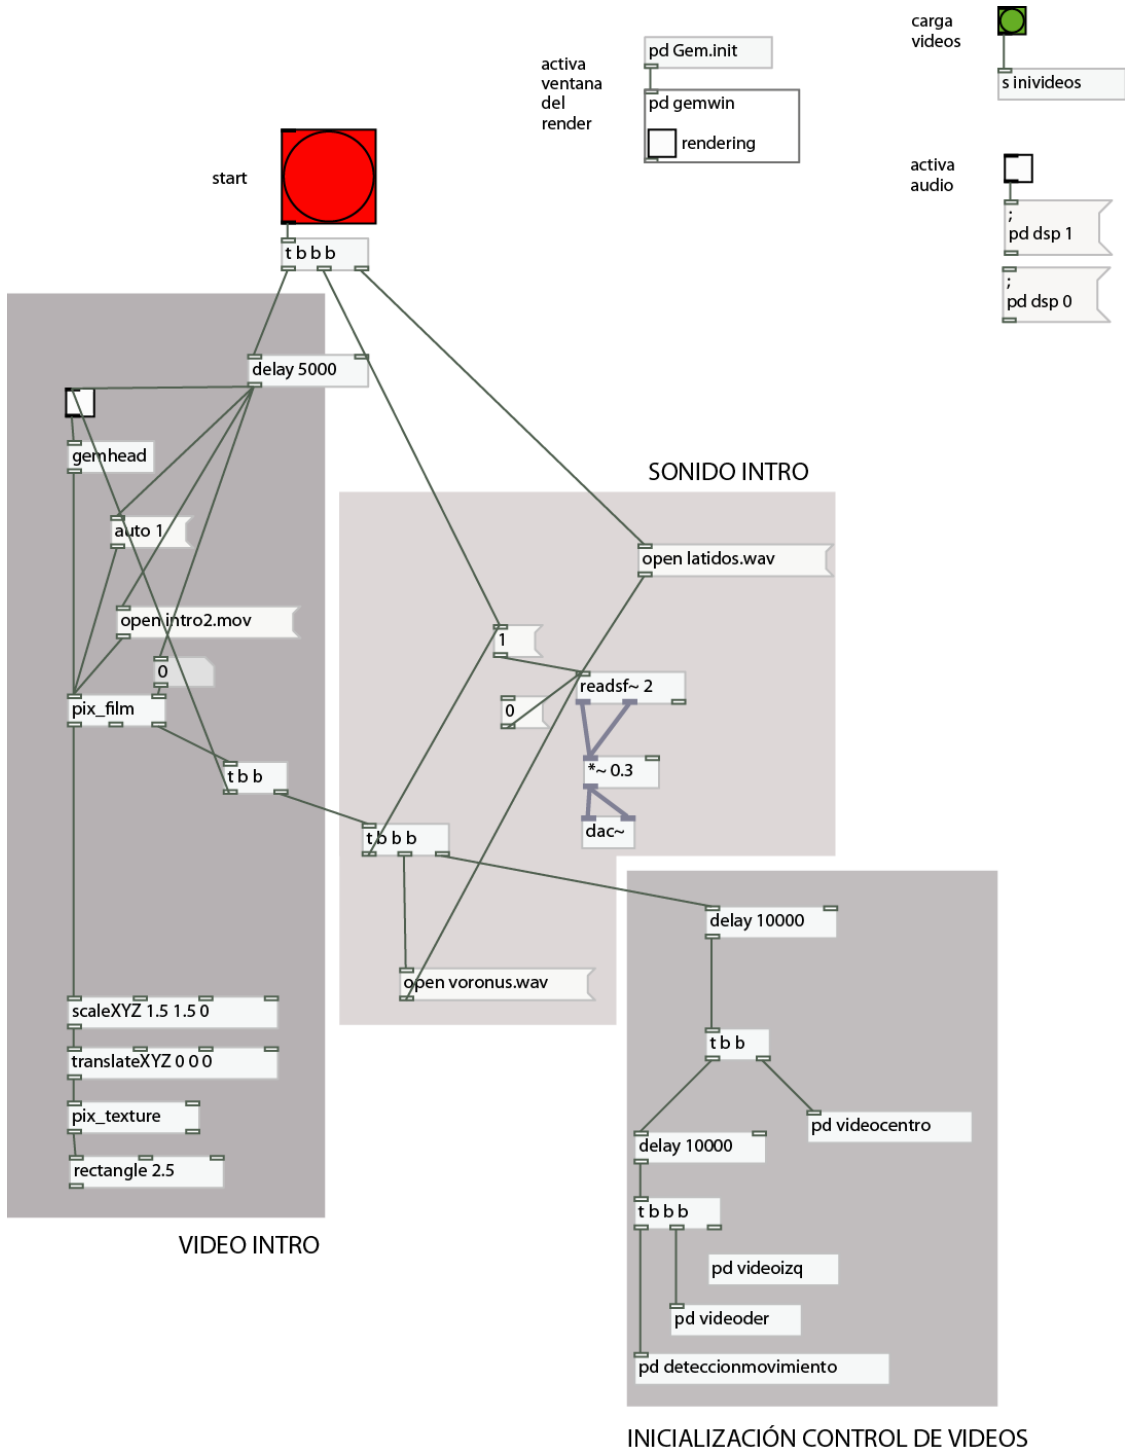 carga
videos
s inivideos
activa
ventana
del
render
pd Gem.init
pd gemwin
rendering
activa
audio
;
pd dsp 1
;
pd dsp 0
start
t b b b
delay 5000
gemhead
auto 1
open intro2.mov
0
pix_film
t b b
scaleXYZ 1.5 1.5 0
translateXYZ 0 0 0
pix_texture
rectangle 2.5
VIDEO INTRO
SONIDO INTRO
open latidos.wav
1
readsf~ 2
0
*~ 0.3
dac~
t b b b
open voronus.wav
delay 10000
t b b
pd videocentro
delay 10000
t b b b
pd videoizq
pd videoder
pd deteccionmovimiento
INICIALIZACIÓN CONTROL DE VIDEOS